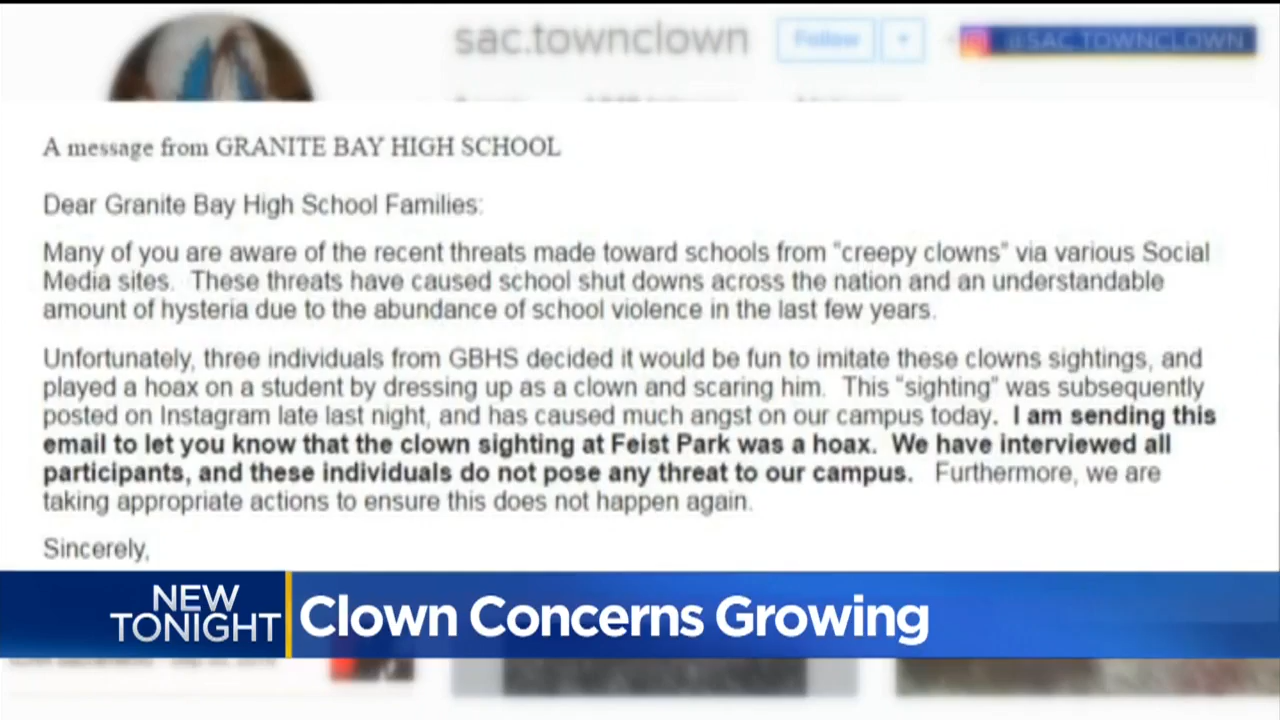 sac.townclown
Follow
@SAC.TOWNCLOWN
A message from GRANITE BAY HIGH SCHOOL
Dear Granite Bay High School Families:
Many of you are aware of the recent threats made toward schools from "creepy clowns" via various Social
Media sites.  These threats have caused school shut downs across the nation and an understandable
amount of hysteria due to the abundance of school violence in the last few years.
Unfortunately, three individuals from GBHS decided it would be fun to imitate these clowns sightings, and
played a hoax on a student by dressing up as a clown and scaring him.  This "sighting" was subsequently
posted on Instagram late last night, and has caused much angst on our campus today.  I am sending this
email to let you know that the clown sighting at Feist Park was a hoax.  We have interviewed all
participants, and these individuals do not pose any threat to our campus.  Furthermore, we are
taking appropriate actions to ensure this does not happen again.
Sincerely,
NEW
TONIGHT
Clown Concerns Growing